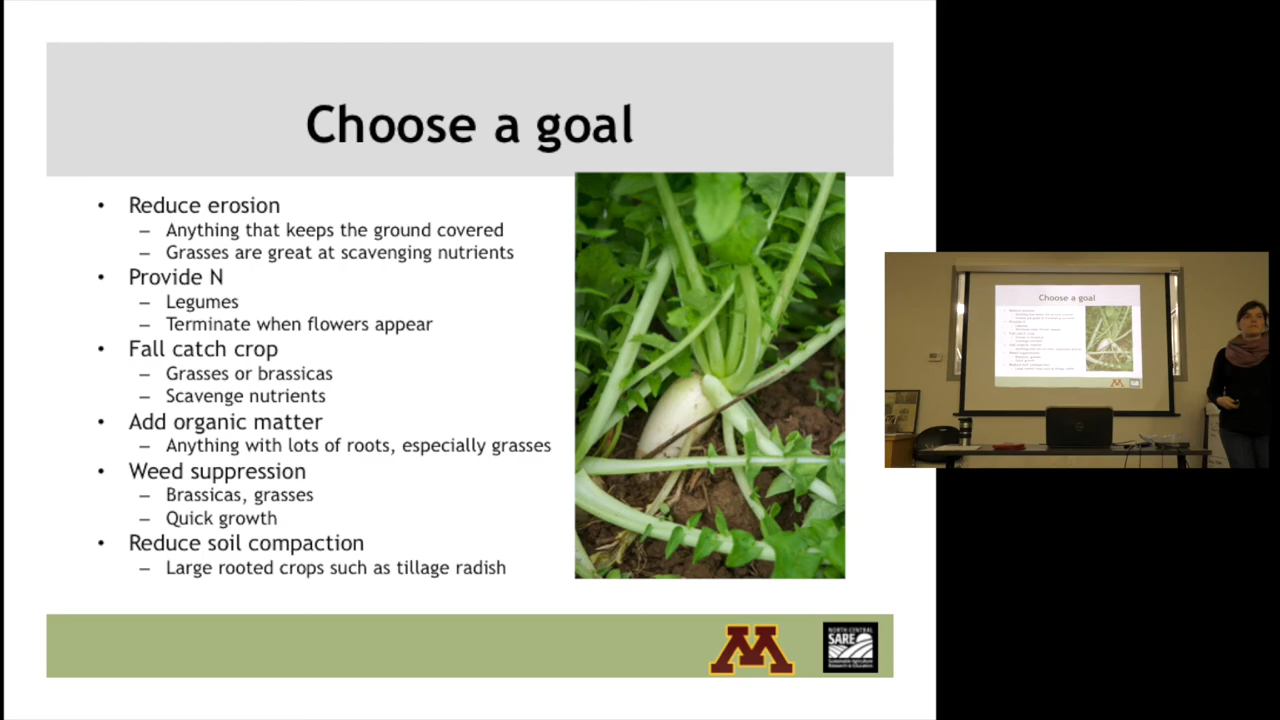 Choose a goal
• Reduce erosion
– Anything that keeps the ground covered
– Grasses are great at scavenging nutrients
• Provide N
– Legumes
– Terminate when flowers appear
• Fall catch crop
– Grasses or brassicas
– Scavenge nutrients
• Add organic matter
– Anything with lots of roots, especially grasses
• Weed suppression
– Brassicas, grasses
– Quick growth
• Reduce soil compaction
– Large rooted crops such as tillage radish
M
NORTH CENTRAL
SARE
Sustainable Agriculture
Research & Education
Choose a goal